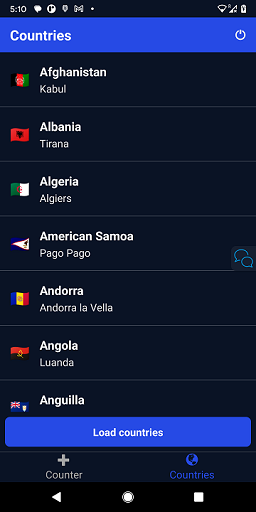 5:10
Countries
Afghanistan
Kabul
Albania
Tirana
Algeria
Algiers
American Samoa
Pago Pago
Andorra
Andorra la Vella
Angola
Luanda
Anguilla
Load countries
Counter
Countries